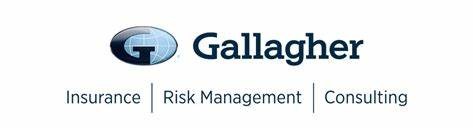 G Gallagher
Insurance | Risk Management | Consulting